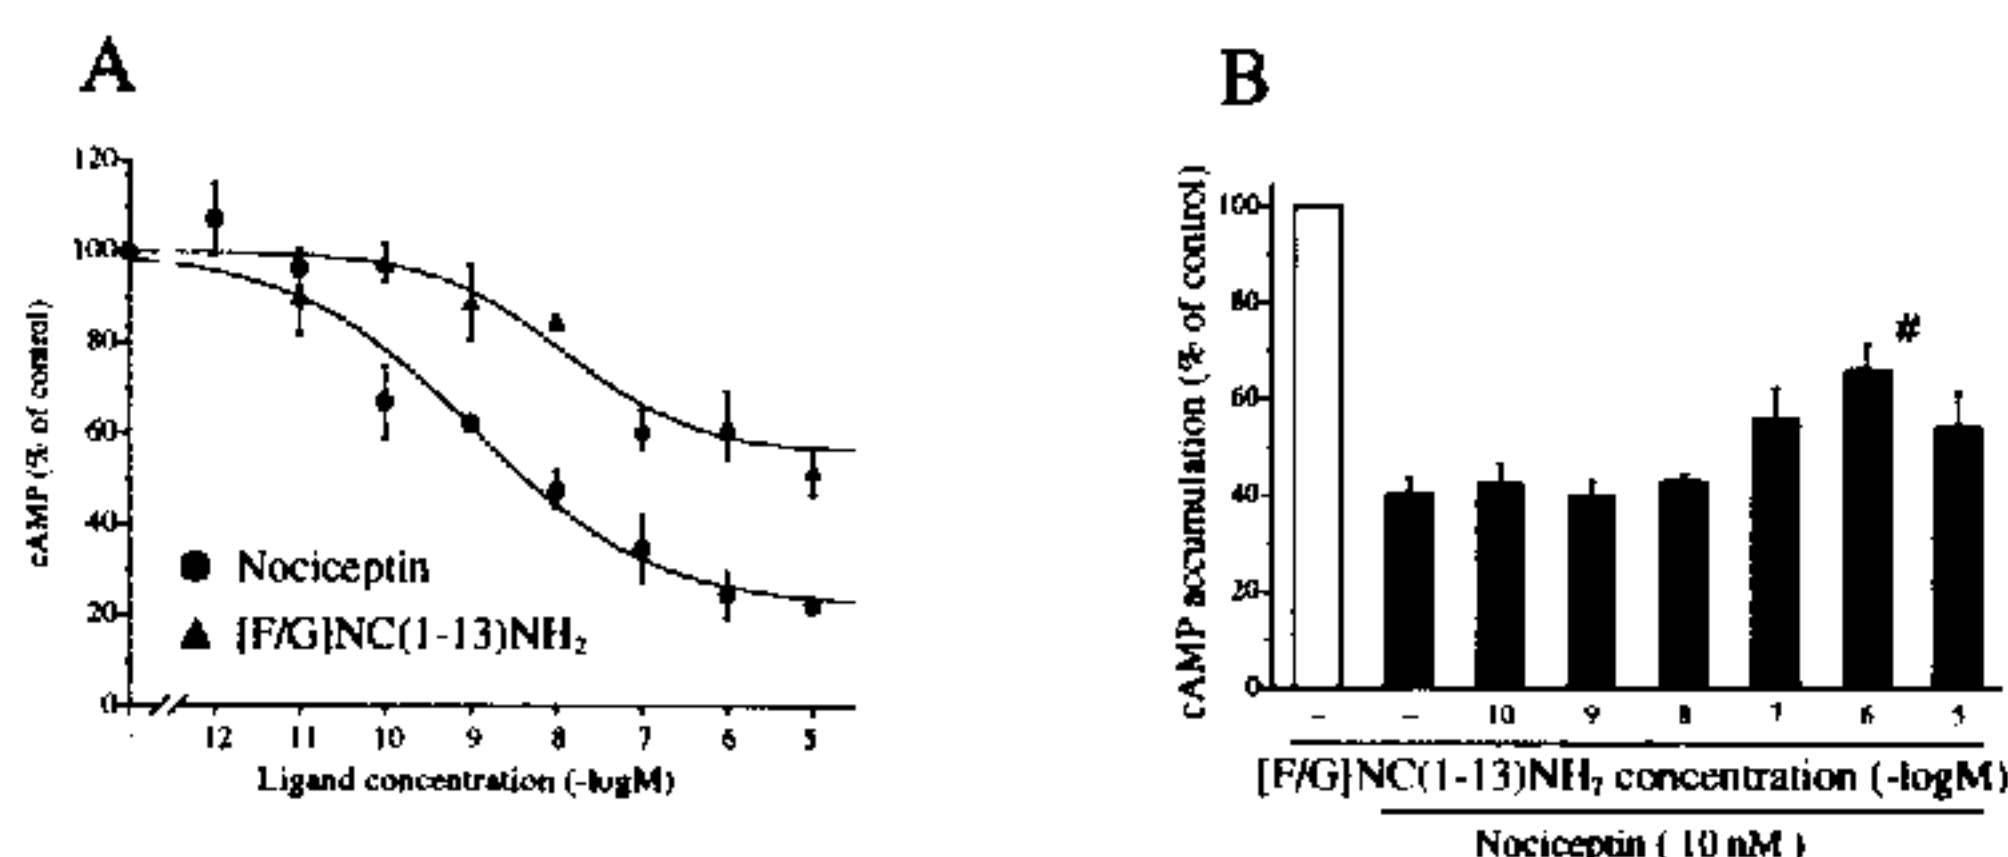 A
B
cAMP (% of control)
120
100
80
60
40
20
0
Nociceptin
[F/G]NC(1-13)NH₂
12 11 10 9 8 7 6 5
Ligand concentration (-logM)
cAMP accumulation (% of control)
100
80
60
40
20
0
#
- - 10 9 8 7 6 5
[F/G]NC(1-13)NH₂ concentration (-logM)
Nociceptin ( 10 nM )